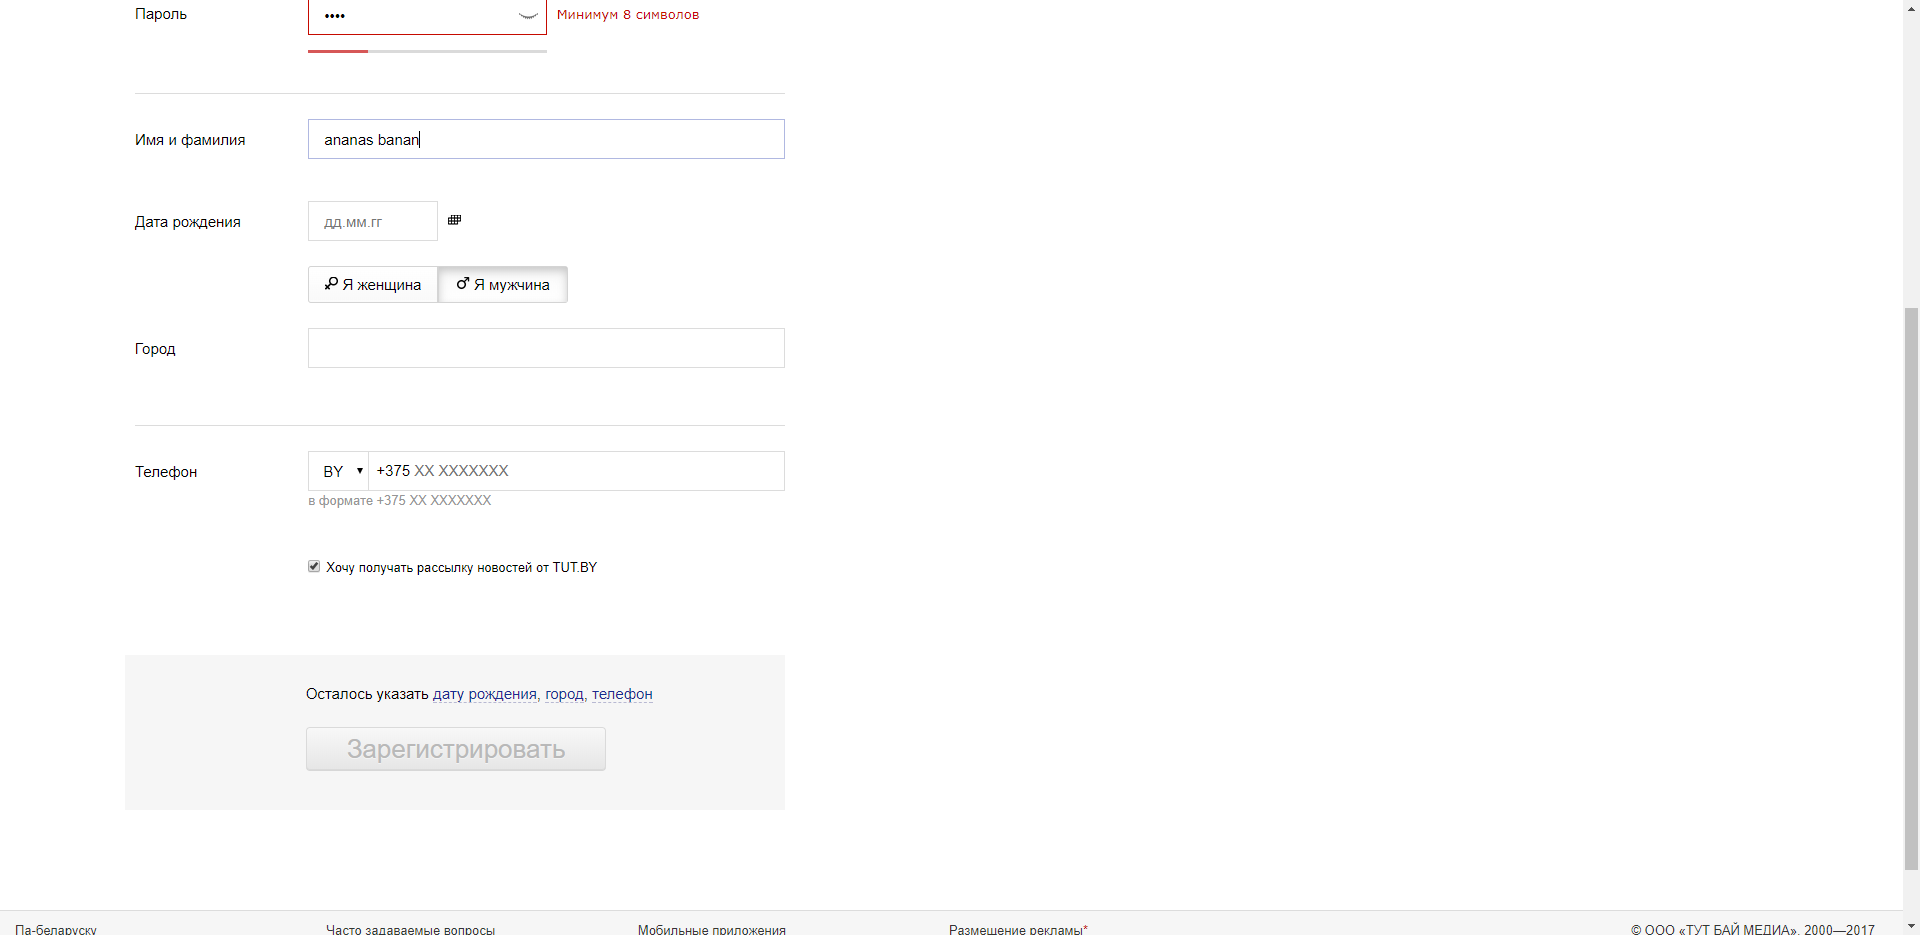 Пароль
••••
Минимум 8 символов
Имя и фамилия
ananas banan
Дата рождения
дд.мм.гг
Я женщина
Я мужчина
Город
Телефон
BY
+375 XX XXXXXXX
в формате +375 XX XXXXXXX
Хочу получать рассылку новостей от TUT.BY
Осталось указать дату рождения, город, телефон
Зарегистрировать
Па-беларуску
Часто задаваемые вопросы
Мобильные приложения
Размещение рекламы*
© ООО «ТУТ БАЙ МЕДИА», 2000—2017